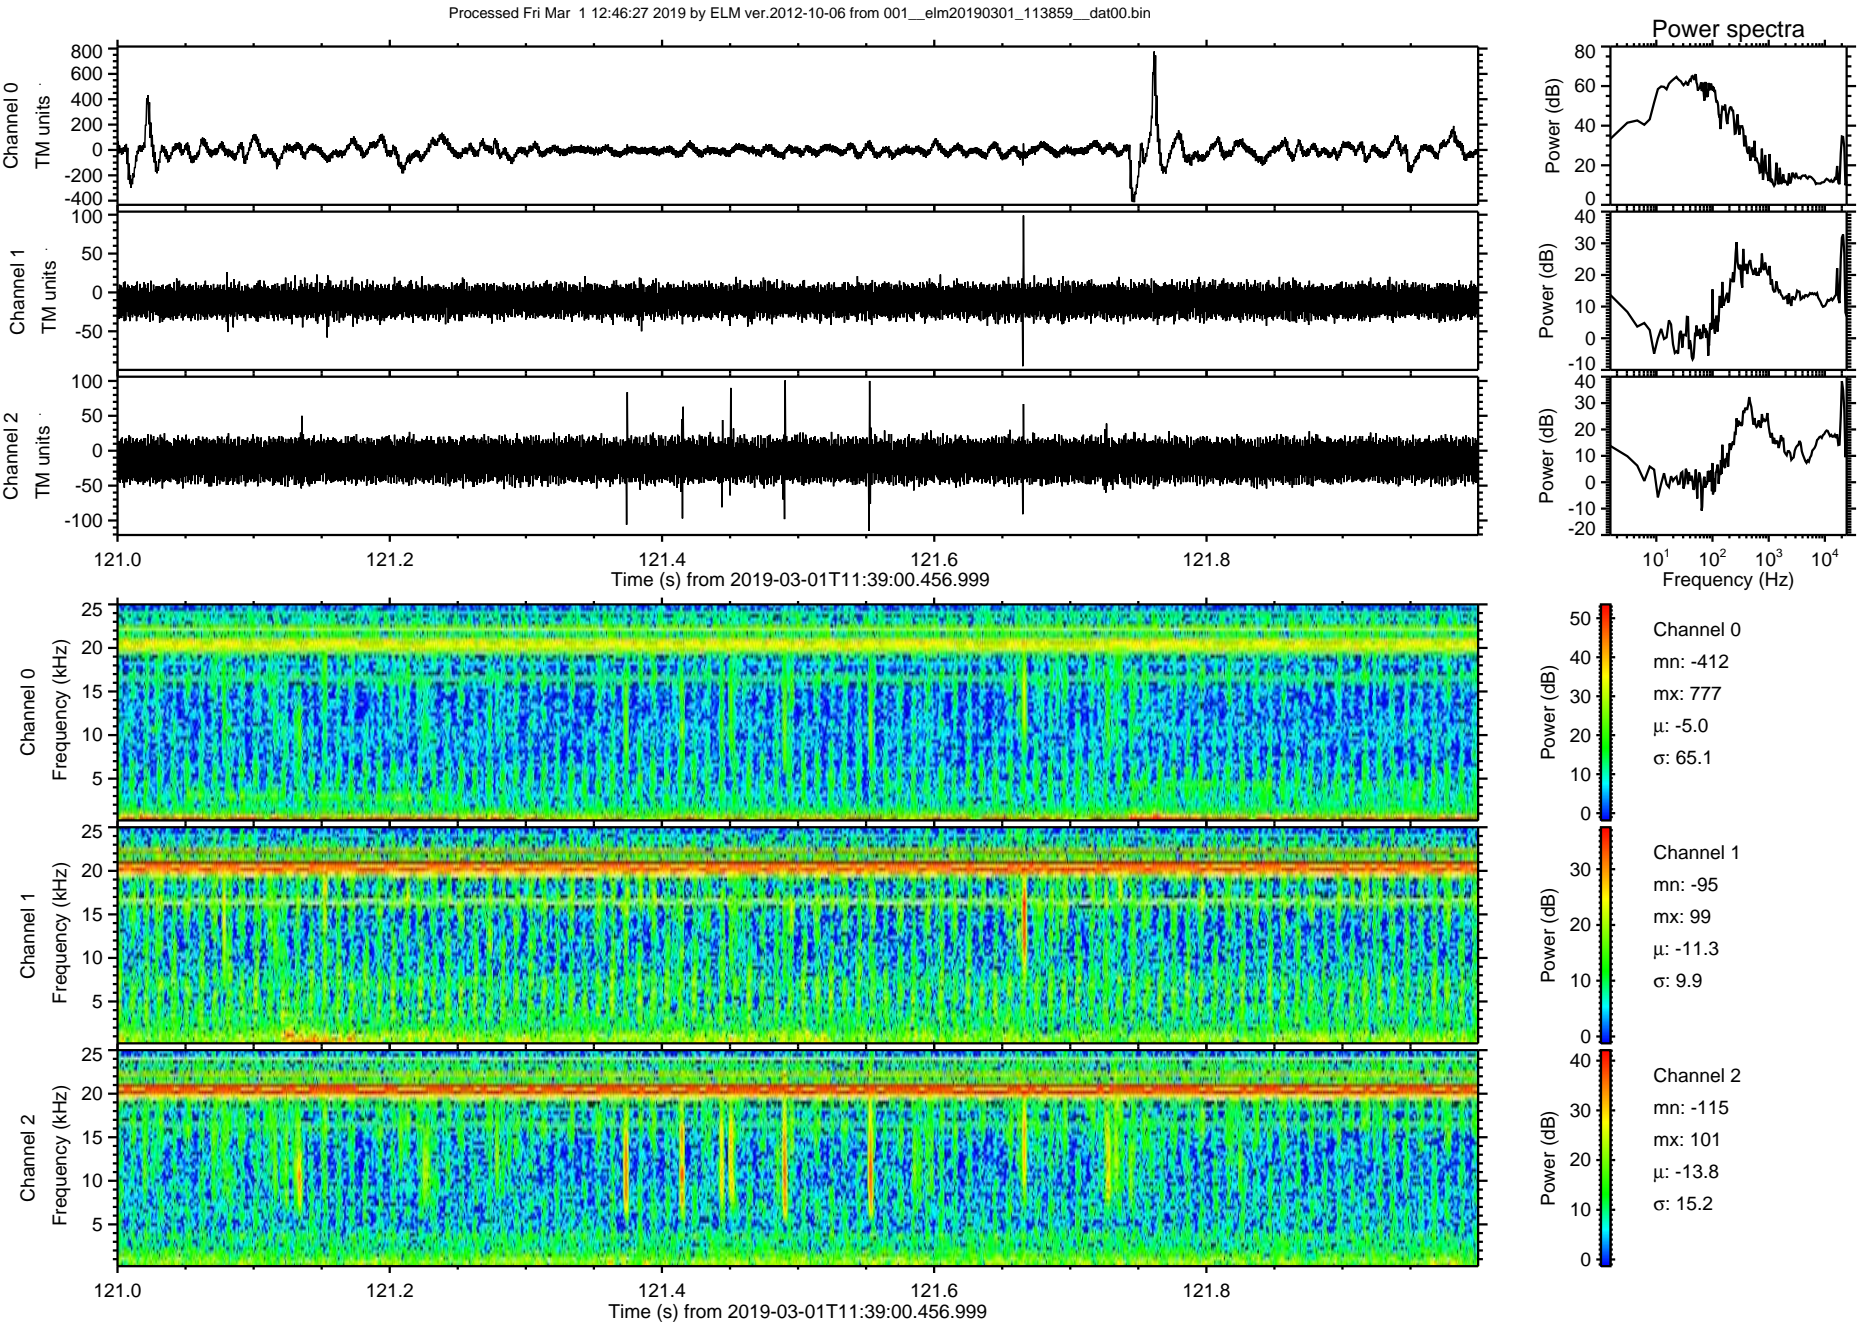 Processed Fri Mar  1 12:46:27 2019 by ELM ver.2012-10-06 from 001__elm20190301_113859__dat00.bin
Power spectra
Channel 0
TM units
800
600
400
200
0
-200
-400
Power (dB)
80
60
40
20
0
Channel 1
TM units
100
50
0
-50
Power (dB)
40
30
20
10
0
-10
Channel 2
TM units
100
50
0
-50
-100
Power (dB)
40
30
20
10
0
-10
-20
121.0 121.2 121.4 121.6 121.8
Time (s) from 2019-03-01T11:39:00.456.999
10^1 10^2 10^3 10^4
Frequency (Hz)
Channel 0
Frequency (kHz)
25
20
15
10
5
Power (dB)
50
40
30
20
10
0
Channel 0
mn: -412
mx: 777
μ: -5.0
σ: 65.1
Channel 1
Frequency (kHz)
25
20
15
10
5
Power (dB)
30
20
10
0
Channel 1
mn: -95
mx: 99
μ: -11.3
σ: 9.9
Channel 2
Frequency (kHz)
25
20
15
10
5
Power (dB)
40
30
20
10
0
Channel 2
mn: -115
mx: 101
μ: -13.8
σ: 15.2
121.0 121.2 121.4 121.6 121.8
Time (s) from 2019-03-01T11:39:00.456.999